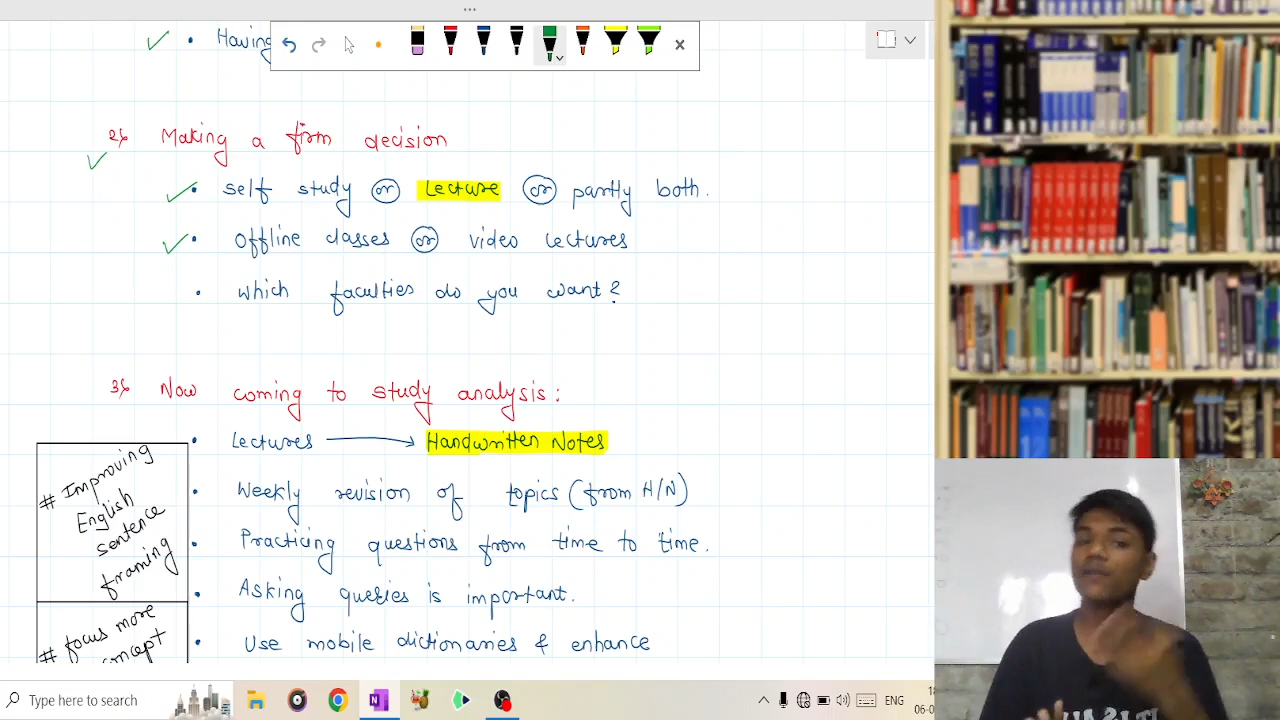 Having
2) Making a firm decision
• self study or Lecture or partly both.
• Offline classes or video Lectures
• which faculties do you want?
3) Now coming to study analysis:
• Lectures → Handwritten Notes
• Weekly revision of topics (from H/N)
• Practicing questions from time to time.
• Asking queries is important.
• Use mobile dictionaries & enhance
# Improving
English
sentence
framing
# focus more
concept
Type here to search
ENG